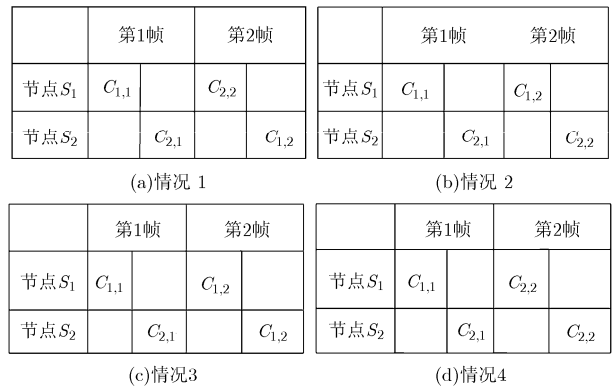 第1帧 第2帧
节点S₁ C₁,₁ C₂,₂
节点S₂ C₂,₁ C₁,₂
(a)情况 1
第1帧 第2帧
节点S₁ C₁,₁ C₁,₂
节点S₂ C₂,₁ C₂,₂
(b)情况 2
第1帧 第2帧
节点S₁ C₁,₁ C₁,₂
节点S₂ C₂,₁ C₁,₂
(c)情况3
第1帧 第2帧
节点S₁ C₁,₁ C₂,₂
节点S₂ C₂,₁ C₂,₂
(d)情况4